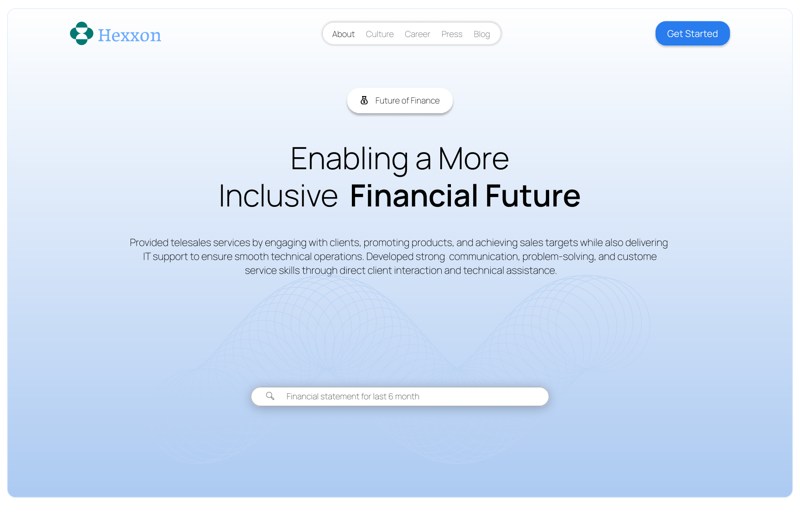 Hexxon
About Culture Career Press Blog
Get Started
Future of Finance
Enabling a More
Inclusive Financial Future
Provided telesales services by engaging with clients, promoting products, and achieving sales targets while also delivering
IT support to ensure smooth technical operations. Developed strong communication, problem-solving, and custome
service skills through direct client interaction and technical assistance.
Financial statement for last 6 month